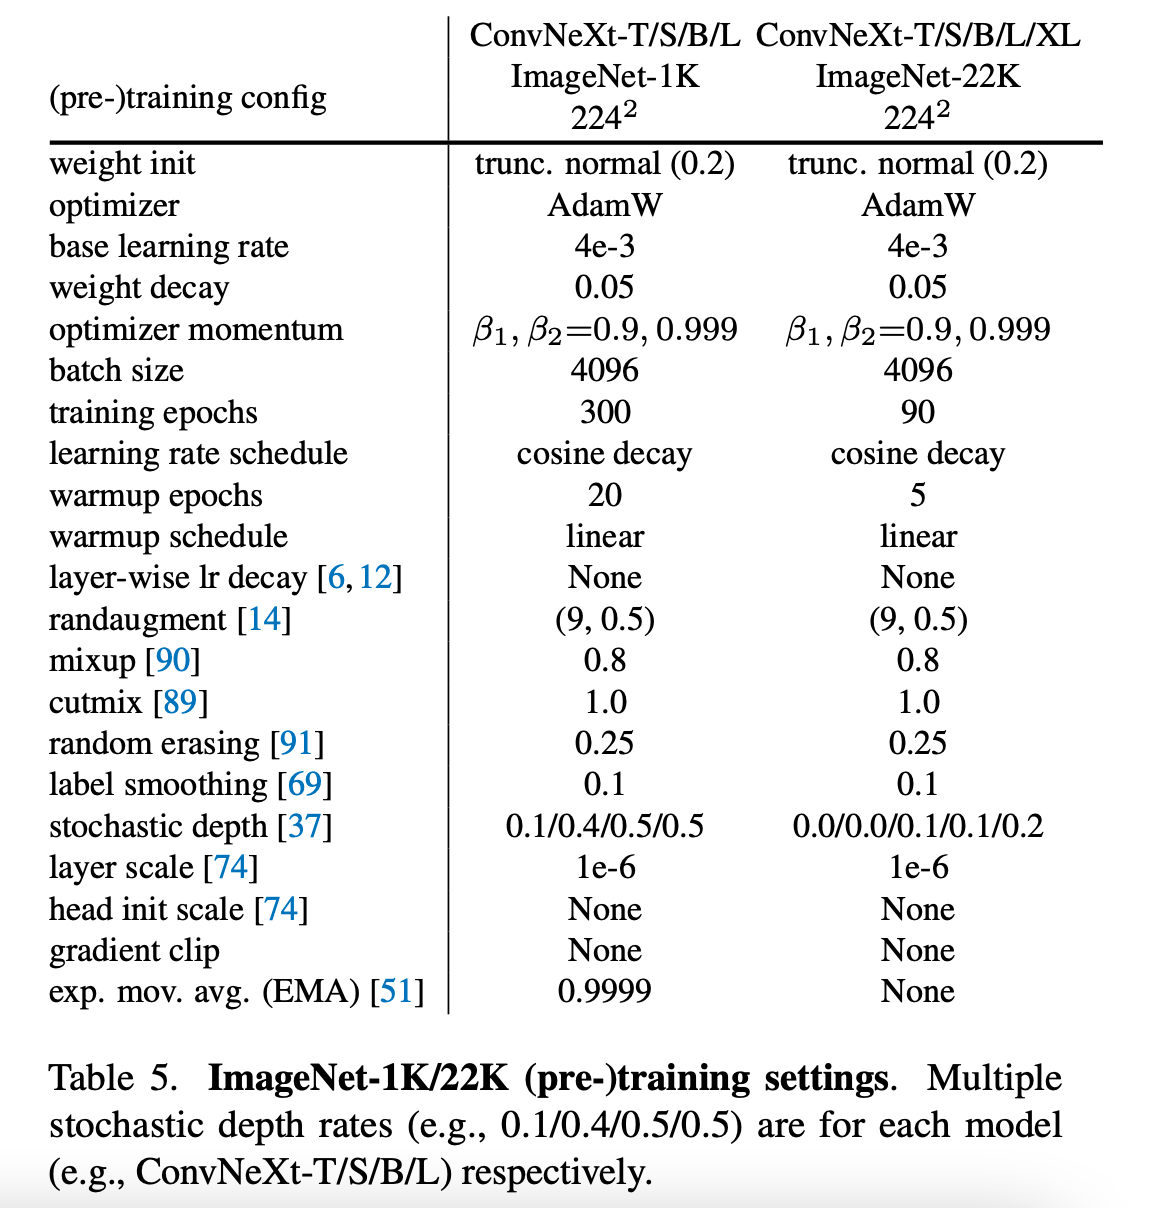 ConvNeXt-T/S/B/L ConvNeXt-T/S/B/L/XL
ImageNet-1K ImageNet-22K
(pre-)training config 224² 224²
weight init trunc. normal (0.2) trunc. normal (0.2)
optimizer AdamW AdamW
base learning rate 4e-3 4e-3
weight decay 0.05 0.05
optimizer momentum β₁, β₂=0.9, 0.999 β₁, β₂=0.9, 0.999
batch size 4096 4096
training epochs 300 90
learning rate schedule cosine decay cosine decay
warmup epochs 20 5
warmup schedule linear linear
layer-wise lr decay [6, 12] None None
randaugment [14] (9, 0.5) (9, 0.5)
mixup [90] 0.8 0.8
cutmix [89] 1.0 1.0
random erasing [91] 0.25 0.25
label smoothing [69] 0.1 0.1
stochastic depth [37] 0.1/0.4/0.5/0.5 0.0/0.0/0.1/0.1/0.2
layer scale [74] 1e-6 1e-6
head init scale [74] None None
gradient clip None None
exp. mov. avg. (EMA) [51] 0.9999 None
Table 5. ImageNet-1K/22K (pre-)training settings. Multiple
stochastic depth rates (e.g., 0.1/0.4/0.5/0.5) are for each model
(e.g., ConvNeXt-T/S/B/L) respectively.